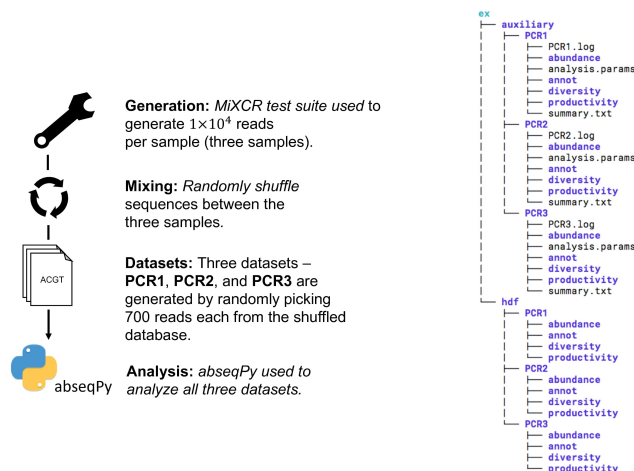 Generation: MiXCR test suite used to
generate 1×10⁴ reads
per sample (three samples).
Mixing: Randomly shuffle
sequences between the
three samples.
ACGT
Datasets: Three datasets –
PCR1, PCR2, and PCR3 are
generated by randomly picking
700 reads each from the shuffled
database.
abseqPy
Analysis: abseqPy used to
analyze all three datasets.
ex
auxiliary
PCR1
PCR1.log
abundance
analysis.params
annot
diversity
productivity
summary.txt
PCR2
PCR2.log
abundance
analysis.params
annot
diversity
productivity
summary.txt
PCR3
PCR3.log
abundance
analysis.params
annot
diversity
productivity
summary.txt
hdf
PCR1
abundance
annot
diversity
productivity
PCR2
abundance
annot
diversity
productivity
PCR3
abundance
annot
diversity
productivity